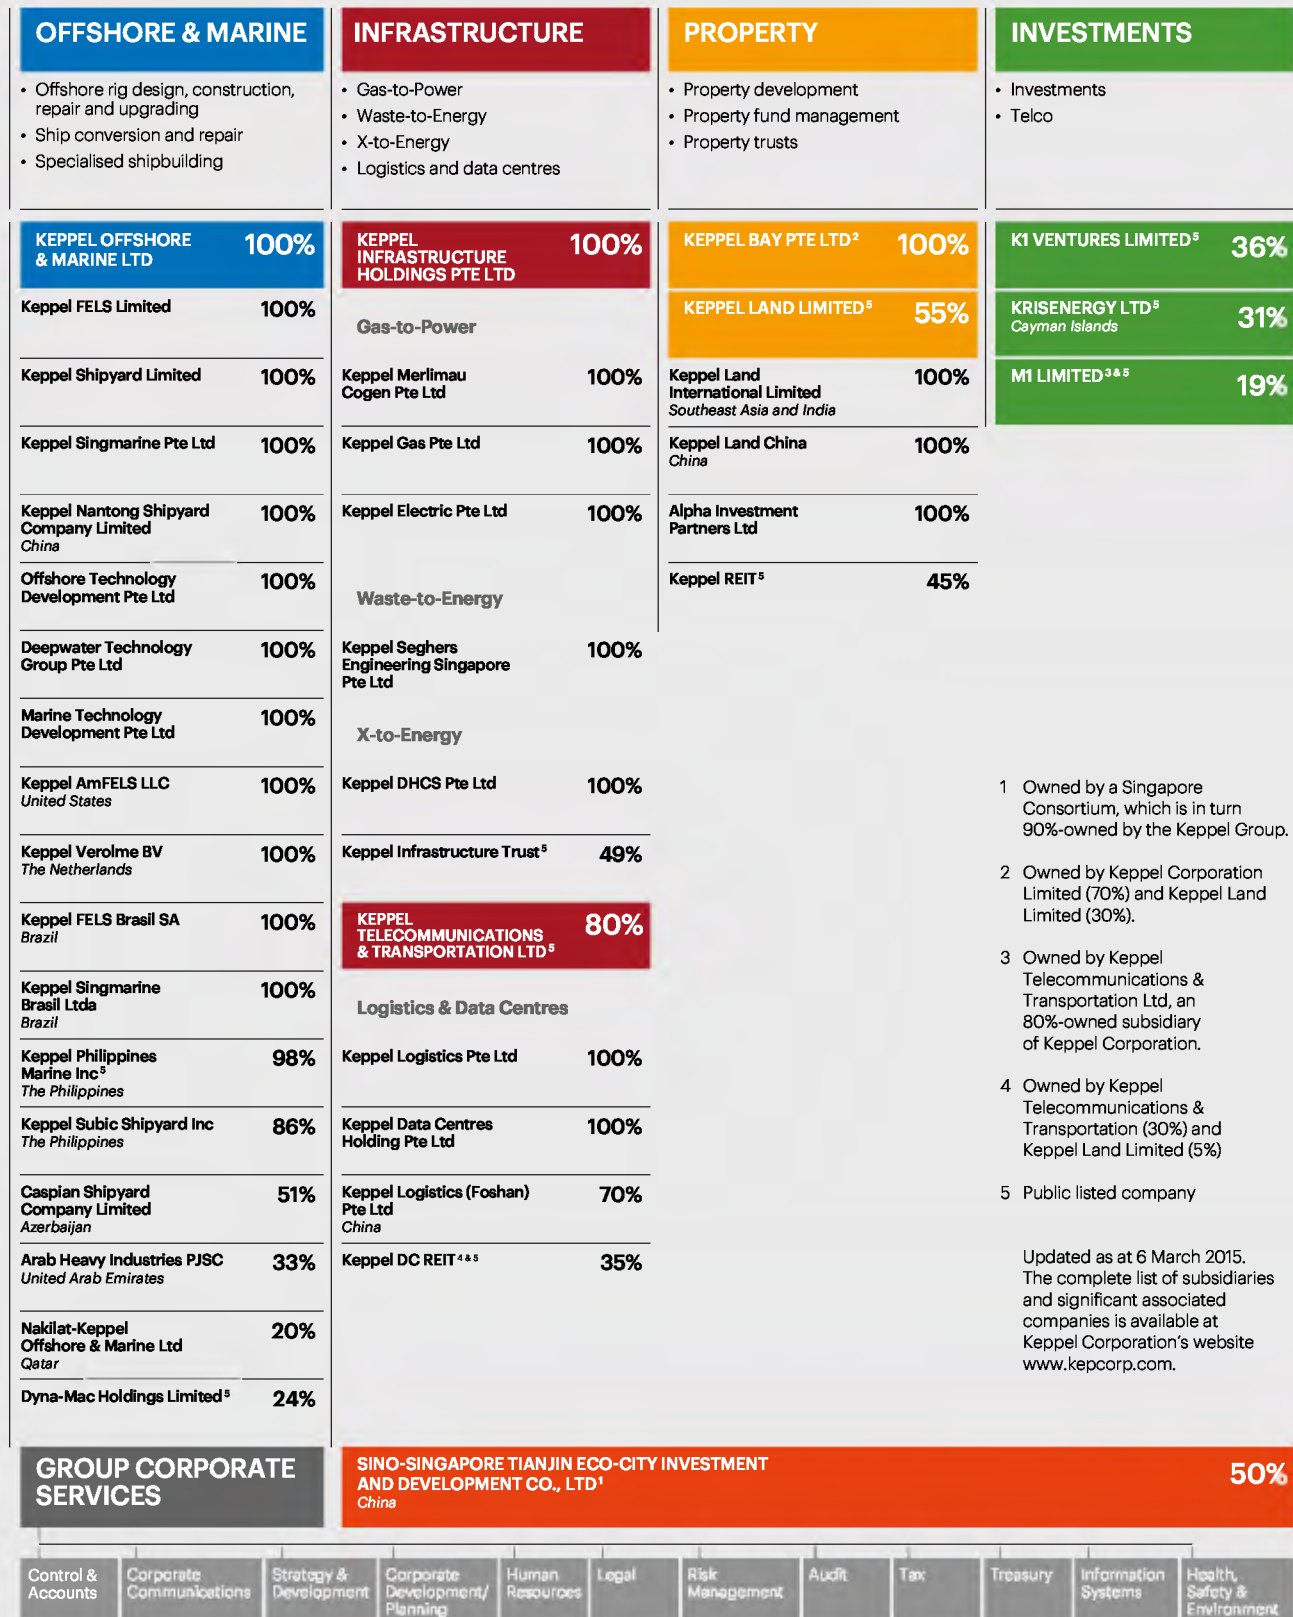 OFFSHORE & MARINE
• Offshore rig design, construction,
repair and upgrading
• Ship conversion and repair
• Specialised shipbuilding
KEPPEL OFFSHORE
& MARINE LTD
100%
Keppel FELS Limited 100%
Keppel Shipyard Limited 100%
Keppel Singmarine Pte Ltd 100%
Keppel Nantong Shipyard 100%
Company Limited
China
Offshore Technology 100%
Development Pte Ltd
Deepwater Technology 100%
Group Pte Ltd
Marine Technology 100%
Development Pte Ltd
Keppel AmFELS LLC 100%
United States
Keppel Verolme BV 100%
The Netherlands
Keppel FELS Brasil SA 100%
Brazil
Keppel Singmarine 100%
Brasil Ltda
Brazil
Keppel Philippines 98%
Marine Inc⁵
The Philippines
Keppel Subic Shipyard Inc 86%
The Philippines
Caspian Shipyard 51%
Company Limited
Azerbaijan
Arab Heavy Industries PJSC 33%
United Arab Emirates
Nakilat-Keppel
Offshore & Marine Ltd 20%
Qatar
Dyna-Mac Holdings Limited⁵ 24%
INFRASTRUCTURE
• Gas-to-Power
• Waste-to-Energy
• X-to-Energy
• Logistics and data centres
KEPPEL
INFRASTRUCTURE
HOLDINGS PTE LTD
100%
Gas-to-Power
Keppel Merlimau 100%
Cogen Pte Ltd
Keppel Gas Pte Ltd 100%
Keppel Electric Pte Ltd 100%
Waste-to-Energy
Keppel Seghers 100%
Engineering Singapore
Pte Ltd
X-to-Energy
Keppel DHCS Pte Ltd 100%
Keppel Infrastructure Trust⁵ 49%
KEPPEL
TELECOMMUNICATIONS
& TRANSPORTATION LTD⁵
80%
Logistics & Data Centres
Keppel Logistics Pte Ltd 100%
Keppel Data Centres 100%
Holding Pte Ltd
Keppel Logistics (Foshan) 70%
Pte Ltd
China
Keppel DC REIT⁴ & ⁵ 35%
PROPERTY
• Property development
• Property fund management
• Property trusts
KEPPEL BAY PTE LTD² 100%
KEPPEL LAND LIMITED⁵ 55%
Keppel Land 100%
International Limited
Southeast Asia and India
Keppel Land China 100%
China
Alpha Investment 100%
Partners Ltd
Keppel REIT⁵ 45%
INVESTMENTS
• Investments
• Telco
K1 VENTURES LIMITED⁵ 36%
KRISENERGY LTD⁵ 31%
Cayman Islands
M1 LIMITED³ & ⁵ 19%
1 Owned by a Singapore
Consortium, which is in turn
90%-owned by the Keppel Group.
2 Owned by Keppel Corporation
Limited (70%) and Keppel Land
Limited (30%).
3 Owned by Keppel
Telecommunications &
Transportation Ltd, an
80%-owned subsidiary
of Keppel Corporation.
4 Owned by Keppel
Telecommunications &
Transportation (30%) and
Keppel Land Limited (5%)
5 Public listed company
Updated as at 6 March 2015.
The complete list of subsidiaries
and significant associated
companies is available at
Keppel Corporation's website
www.kepcorp.com.
GROUP CORPORATE
SERVICES
SINO-SINGAPORE TIANJIN ECO-CITY INVESTMENT
AND DEVELOPMENT CO., LTD¹
China
50%
Control &
Accounts
Corporate
Communications
Strategy &
Development
Corporate
Development/
Planning
Human
Resources
Legal
Risk
Management
Audit
Tax
Treasury
Information
Systems
Health,
Safety &
Environment